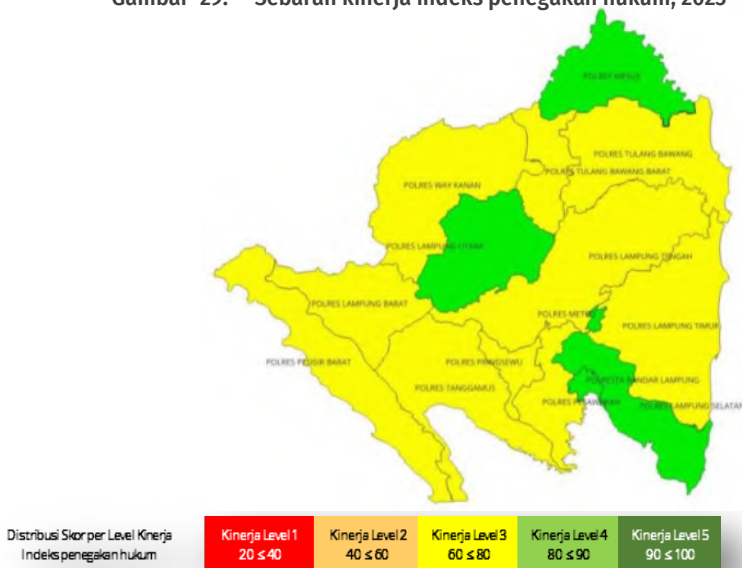 Gambar 29. Sebaran kinerja indeks penegakan hukum, 2023
POLRES MESUJI
POLRES TULANG BAWANG
POLRES TULANG BAWANG BARAT
POLRES WAY KANAN
POLRES LAMPUNG UTARA
POLRES LAMPUNG TENGAH
POLRES LAMPUNG BARAT
POLRES METRO
POLRES LAMPUNG TIMUR
POLRES PESISIR BARAT
POLRES PRINGSEWU
POLRES TANGGAMUS
POLRESTA BANDAR LAMPUNG
POLRES PESAWARAN
POLRES LAMPUNG SELATAN
Distribusi Skor per Level Kinerja
Indeks penegakan hukum
Kinerja Level 1
20 ≤ 40
Kinerja Level 2
40 ≤ 60
Kinerja Level 3
60 ≤ 80
Kinerja Level 4
80 ≤ 90
Kinerja Level 5
90 ≤ 100